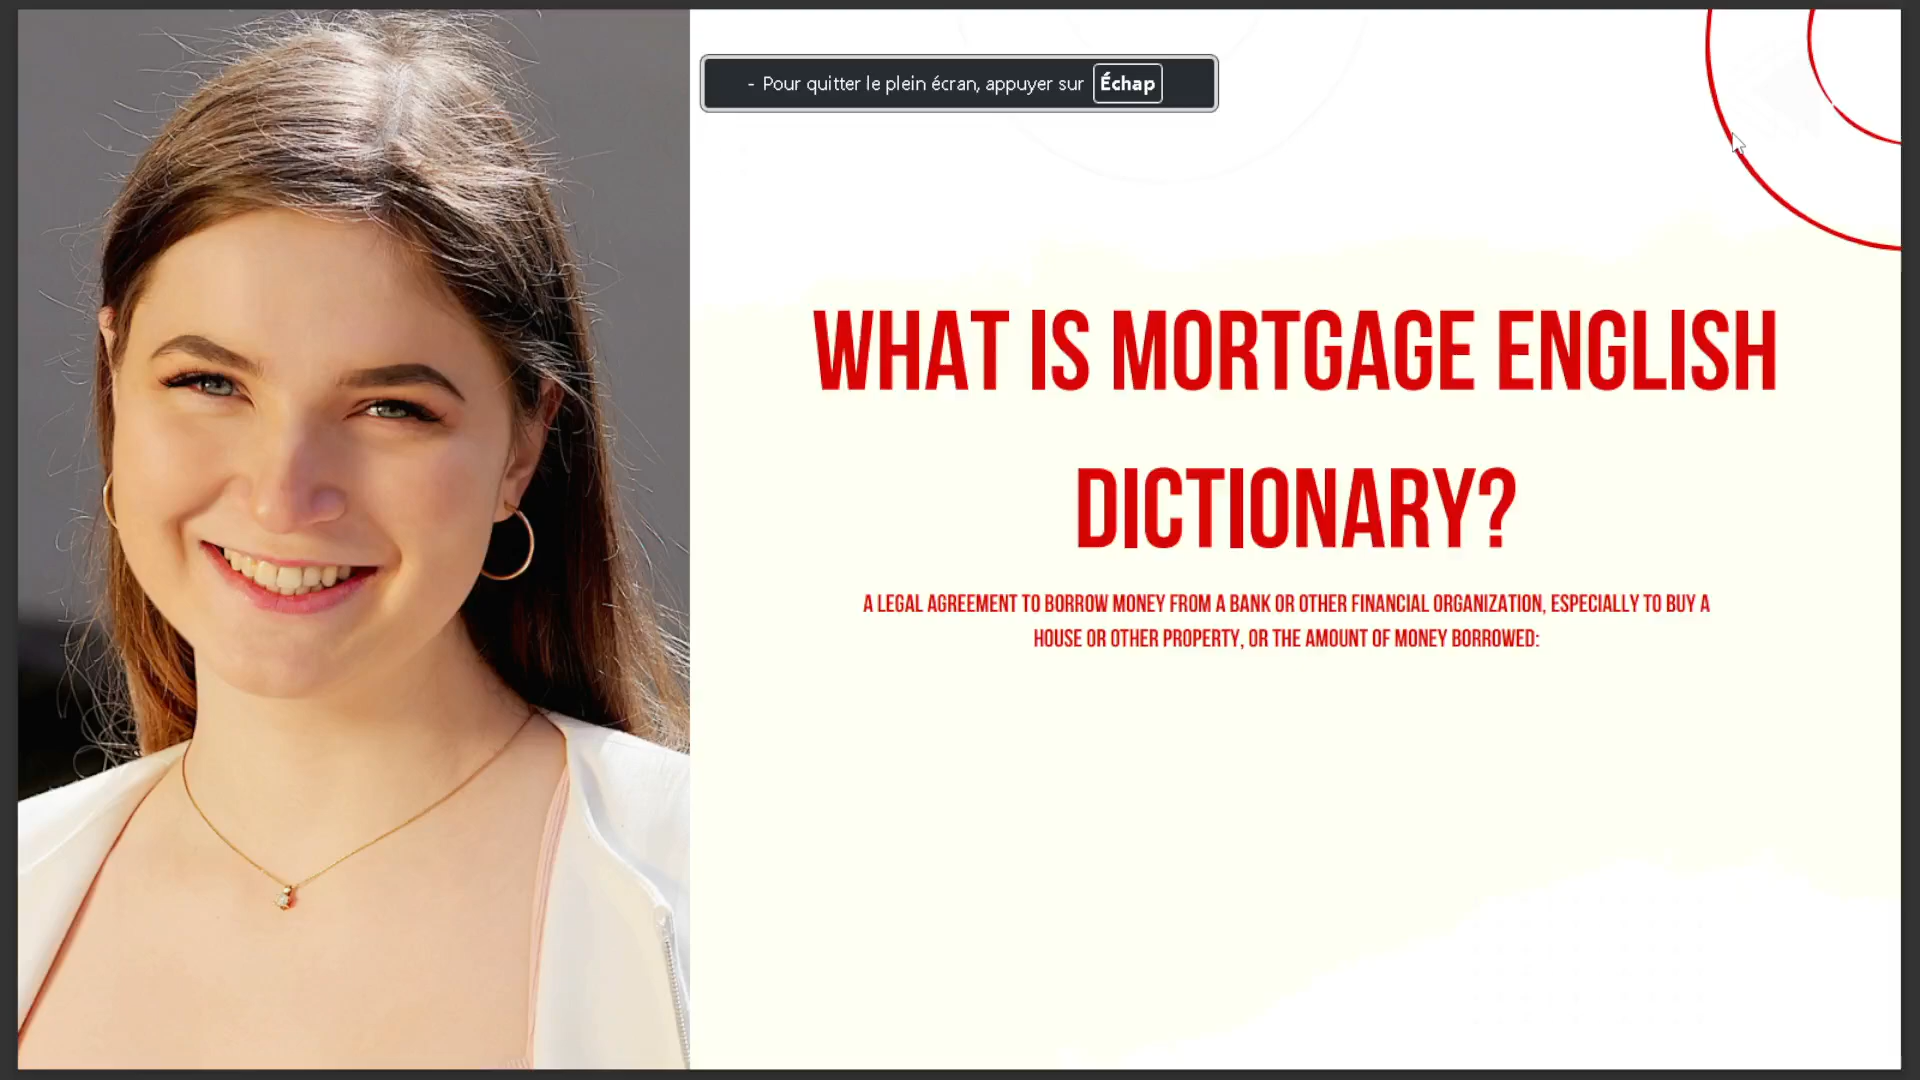 - Pour quitter le plein écran, appuyer sur Échap
WHAT IS MORTGAGE ENGLISH
DICTIONARY?
A LEGAL AGREEMENT TO BORROW MONEY FROM A BANK OR OTHER FINANCIAL ORGANIZATION, ESPECIALLY TO BUY A
HOUSE OR OTHER PROPERTY, OR THE AMOUNT OF MONEY BORROWED: